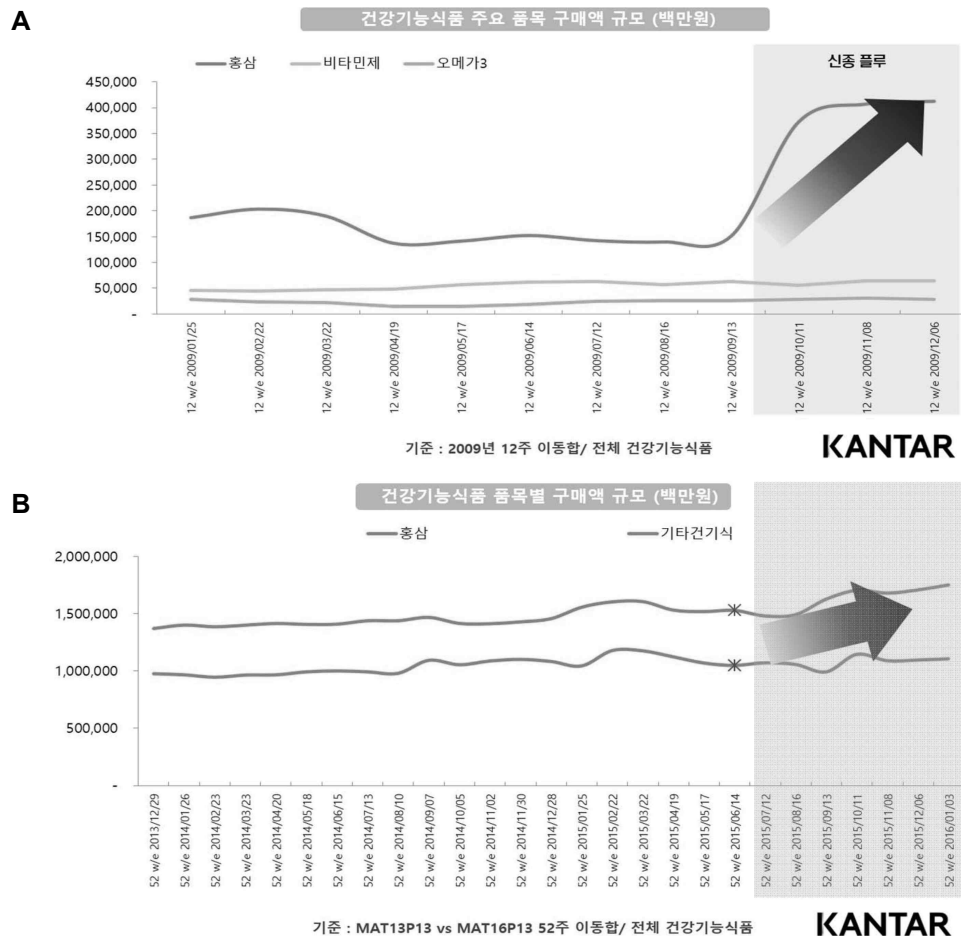 A
건강기능식품 주요 품목 구매액 규모 (백만원)
홍삼 비타민제 오메가3
신종 플루
450,000
400,000
350,000
300,000
250,000
200,000
150,000
100,000
50,000
-
12 w/e 2009/01/25
12 w/e 2009/02/22
12 w/e 2009/03/22
12 w/e 2009/04/19
12 w/e 2009/05/17
12 w/e 2009/06/14
12 w/e 2009/07/12
12 w/e 2009/08/16
12 w/e 2009/09/13
12 w/e 2009/10/11
12 w/e 2009/11/08
12 w/e 2009/12/06
기준 : 2009년 12주 이동합/ 전체 건강기능식품
KANTAR
B
건강기능식품 품목별 구매액 규모 (백만원)
홍삼 기타건기식
2,000,000
1,500,000
1,000,000
500,000
-
52 w/e 2013/12/29
52 w/e 2014/01/26
52 w/e 2014/02/23
52 w/e 2014/03/23
52 w/e 2014/04/20
52 w/e 2014/05/18
52 w/e 2014/06/15
52 w/e 2014/07/13
52 w/e 2014/08/10
52 w/e 2014/09/07
52 w/e 2014/10/05
52 w/e 2014/11/02
52 w/e 2014/11/30
52 w/e 2014/12/28
52 w/e 2015/01/25
52 w/e 2015/02/22
52 w/e 2015/03/22
52 w/e 2015/04/19
52 w/e 2015/05/17
52 w/e 2015/06/14
52 w/e 2015/07/12
52 w/e 2015/08/16
52 w/e 2015/09/13
52 w/e 2015/10/11
52 w/e 2015/11/08
52 w/e 2015/12/06
52 w/e 2016/01/03
기준 : MAT13P13 vs MAT16P13 52주 이동합/ 전체 건강기능식품
KANTAR